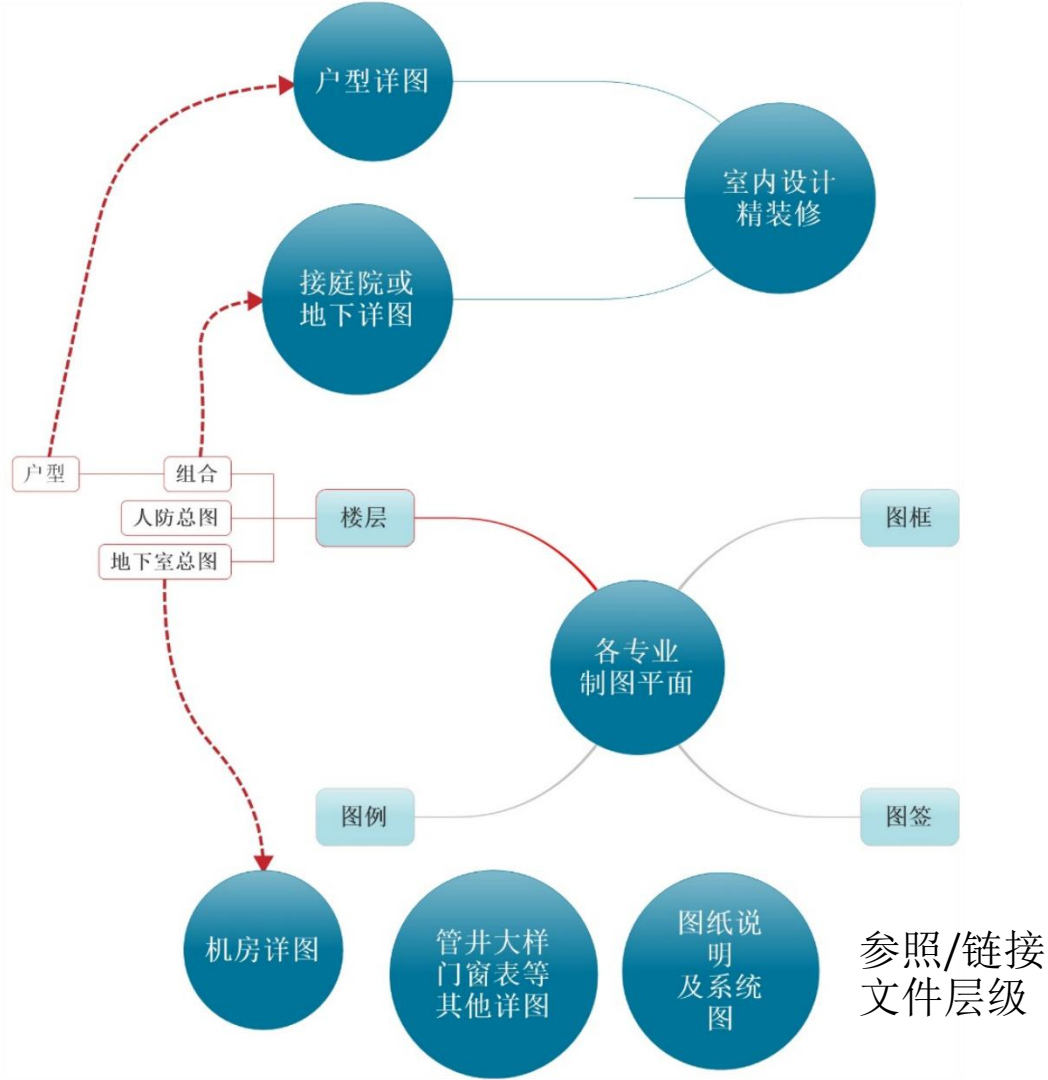 户型详图
室内设计
精装修
接庭院或
地下详图
户型
组合
人防总图
楼层
图框
地下室总图
各专业
制图平面
图例
图签
机房详图
管井大样
门窗表等
其他详图
图纸说
明
及系统
图
参照/链接
文件层级